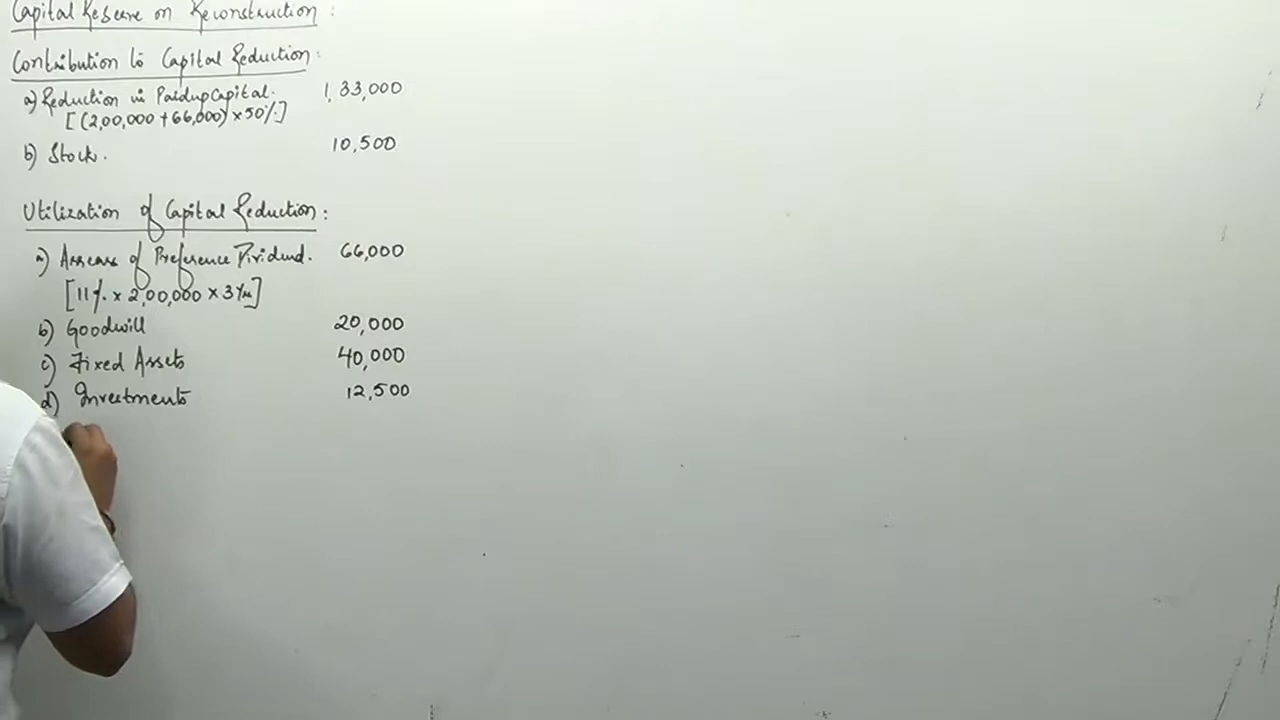 Capital Reserve on Reconstruction :
Contribution to Capital Reduction :
a) Reduction in Paidup Capital. 1,33,000
[(2,00,000 + 66,000) × 50%]
b) Stock. 10,500
Utilization of Capital Reduction :
a) Arrears of Preference Dividend. 66,000
[11% × 2,00,000 × 3 Yrs]
b) Goodwill 20,000
c) Fixed Assets 40,000
d) Investments 12,500